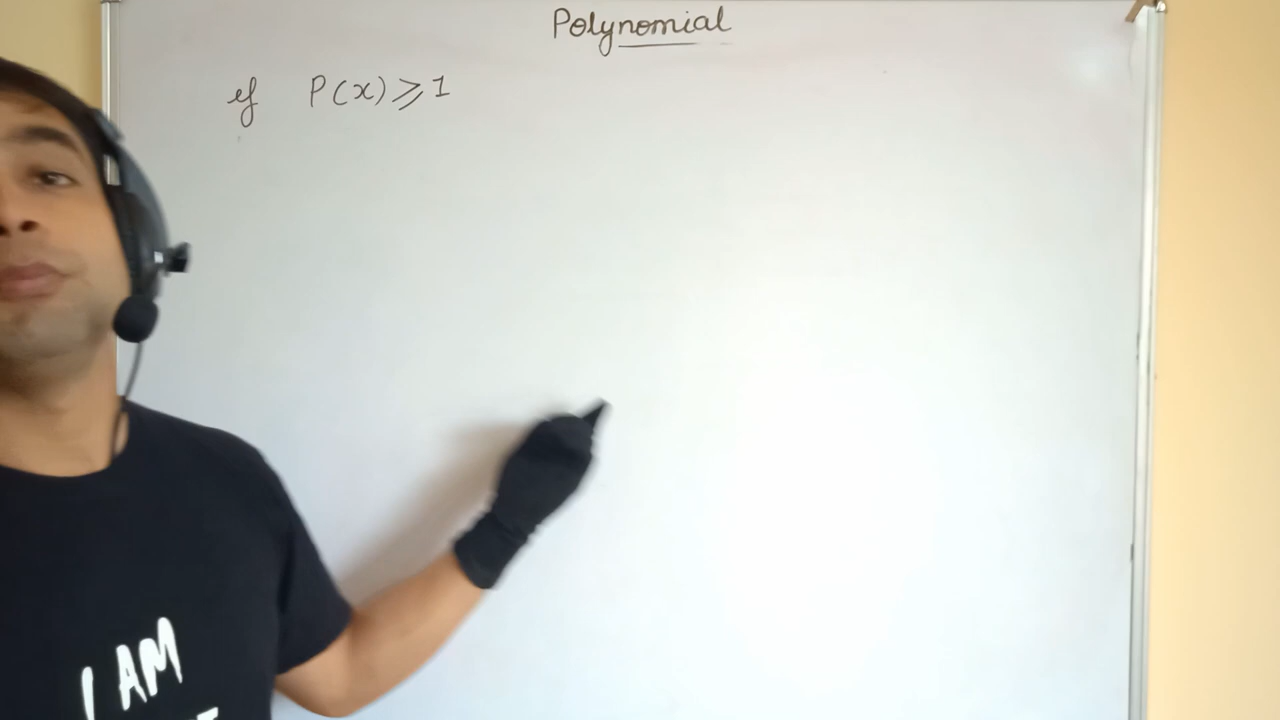 Polynomial
if P(x) ⩾ 1
I AM